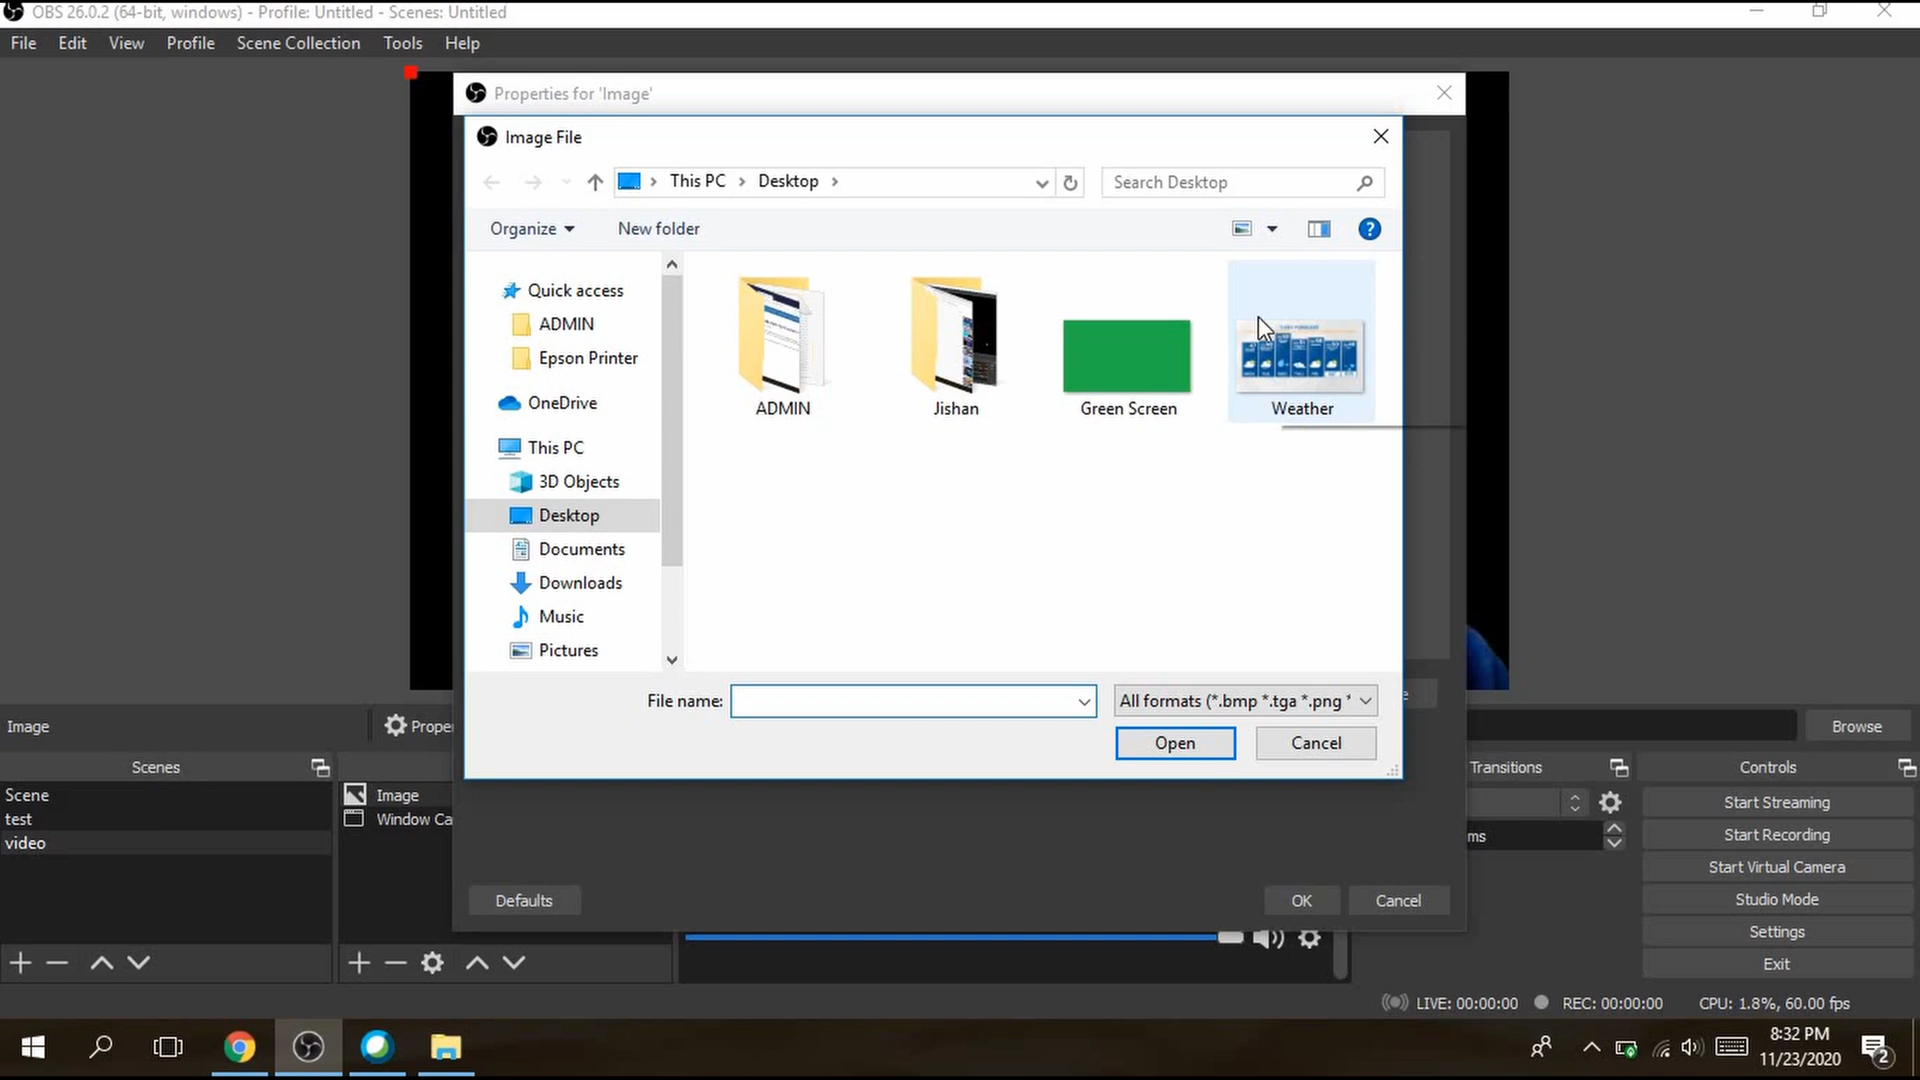 OBS 26.0.2 (64-bit, windows) - Profile: Untitled - Scenes: Untitled
File Edit View Profile Scene Collection Tools Help
Properties for 'Image'
Image File
This PC Desktop
Search Desktop
Organize New folder
Quick access
ADMIN
Epson Printer
OneDrive
This PC
3D Objects
Desktop
Documents
Downloads
Music
Pictures
ADMIN Jishan Green Screen Weather
File name: All formats (*.bmp *.tga *.png *
Open Cancel
Image Proper Browse
Scenes Transitions Controls
Scene
test
video
Image
Window Ca
ms
Start Streaming
Start Recording
Start Virtual Camera
Studio Mode
Settings
Exit
Defaults OK Cancel
LIVE: 00:00:00 REC: 00:00:00 CPU: 1.8%, 60.00 fps
8:32 PM
11/23/2020
2